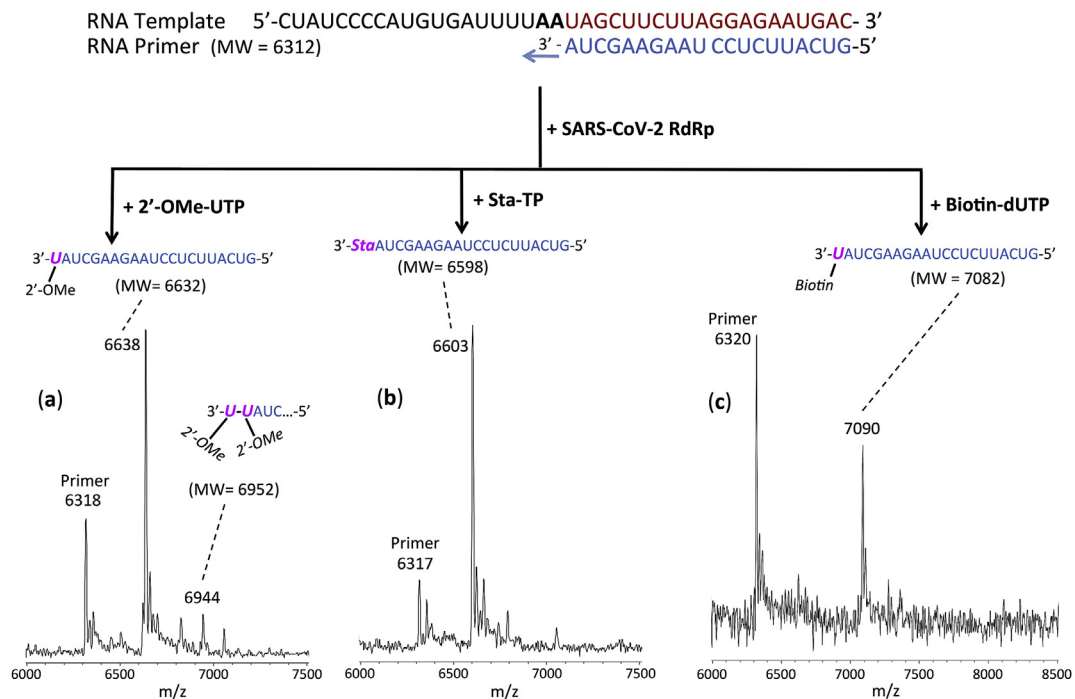 RNA Template 5’-CUAUCCCCAUGUGAUUUUAAUAGCUUCUUAGGAGAAUGAC- 3’
RNA Primer (MW = 6312) 3’ - AUCGAAGAAU CCUCUUACUG-5’
+ SARS-CoV-2 RdRp
+ 2’-OMe-UTP
+ Sta-TP
+ Biotin-dUTP
3’-UAUCGAAGAAUCCUCUUACUG-5’
2’-OMe
(MW= 6632)
3’-StaAUCGAAGAAUCCUCUUACUG-5’
(MW= 6598)
3’-UAUCGAAGAAUCCUCUUACUG-5’
Biotin
(MW = 7082)
6638
(a)
3’-U-UAUC...-5’
2’-OMe 2’-OMe
(MW= 6952)
Primer
6318
6944
6000 6500 7000 7500
m/z
6603
(b)
Primer
6317
6000 6500 7000 7500
m/z
Primer
6320
(c)
7090
6000 6500 7000 7500 8000 8500
m/z